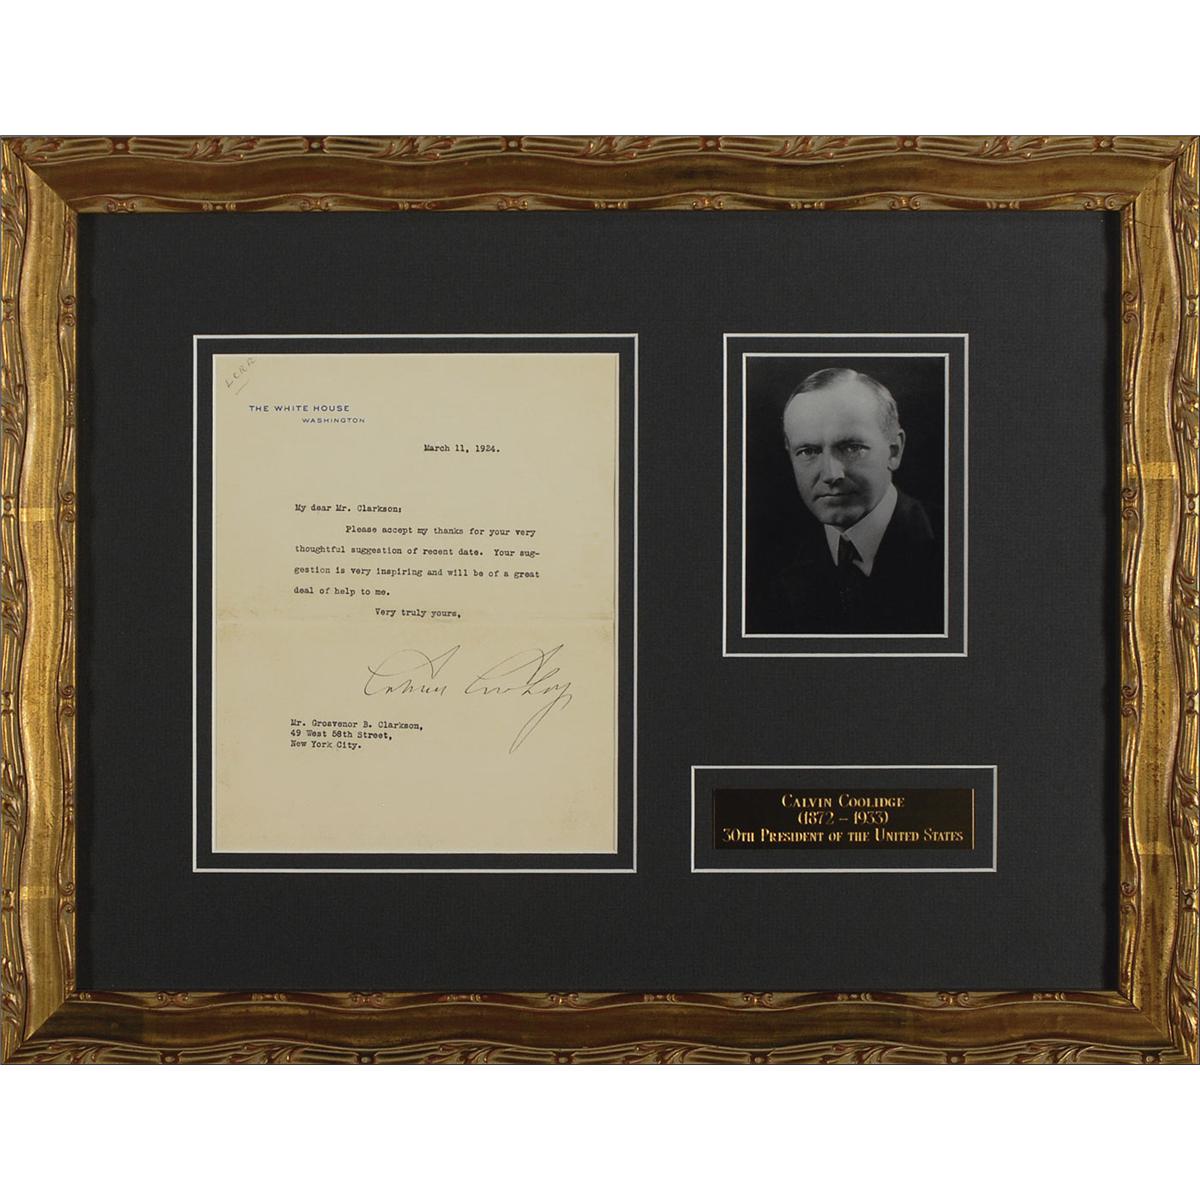 THE WHITE HOUSE
WASHINGTON
March 11, 1924.
My dear Mr. Clarkson:
Please accept my thanks for your very
thoughtful suggestion of recent date. Your sug-
gestion is very inspiring and will be of a great
deal of help to me.
Very truly yours,
Calvin Coolidge
Mr. Grosvenor B. Clarkson,
49 West 58th Street,
New York City.
CALVIN COOLIDGE
(1872 – 1933)
30TH PRESIDENT OF THE UNITED STATES